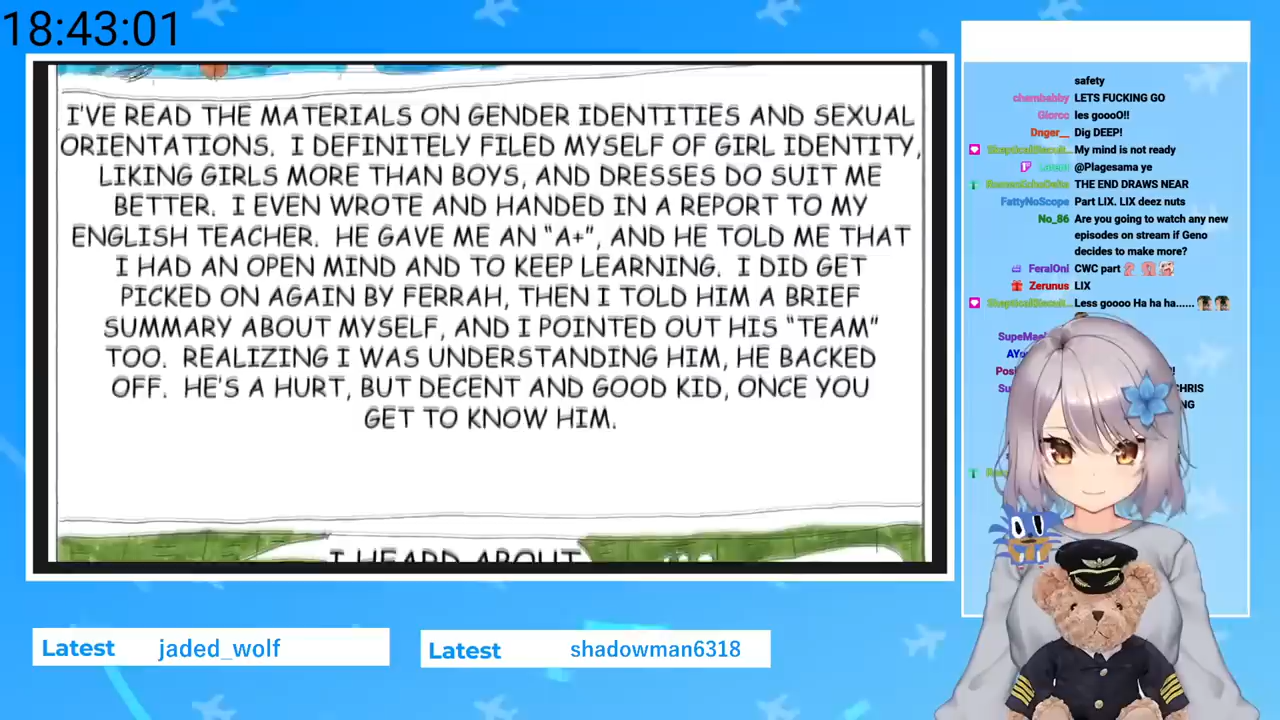 18:43:01
I'VE READ THE MATERIALS ON GENDER IDENTITIES AND SEXUAL
ORIENTATIONS. I DEFINITELY FILED MYSELF OF GIRL IDENTITY,
LIKING GIRLS MORE THAN BOYS, AND DRESSES DO SUIT ME
BETTER. I EVEN WROTE AND HANDED IN A REPORT TO MY
ENGLISH TEACHER. HE GAVE ME AN "A+", AND HE TOLD ME THAT
I HAD AN OPEN MIND AND TO KEEP LEARNING. I DID GET
PICKED ON AGAIN BY FERRAH, THEN I TOLD HIM A BRIEF
SUMMARY ABOUT MYSELF, AND I POINTED OUT HIS "TEAM"
TOO. REALIZING I WAS UNDERSTANDING HIM, HE BACKED
OFF. HE'S A HURT, BUT DECENT AND GOOD KID, ONCE YOU
GET TO KNOW HIM.
I HEARD ABOUT
safety
chembabby LETS FUCKING GO
Giorco les goooO!!
Dnger__ Dig DEEP!
My mind is not ready
@Plagesama ye
THE END DRAWS NEAR
FattyNoScope Part LIX. LIX deez nuts
No_86 Are you going to watch any new
episodes on stream if Geno
decides to make more?
FeralOni CWC part
Zerunus LIX
Less goooo Ha ha ha......
CHRIS
NG
Latest jaded_wolf
Latest shadowman6318